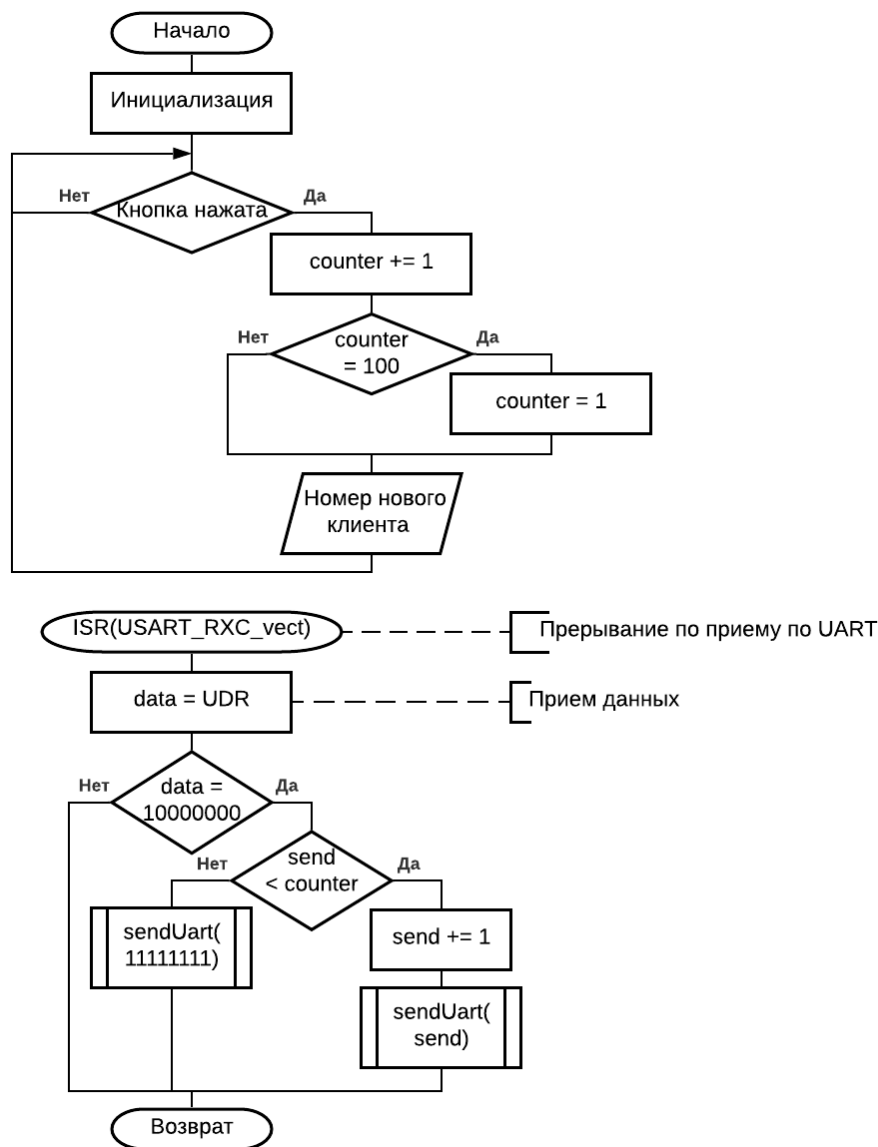 Начало
Инициализация
Нет
Да
Кнопка нажата
counter += 1
Нет
Да
counter
= 100
counter = 1
Номер нового
клиента
ISR(USART_RXC_vect)
Прерывание по приему по UART
data = UDR
Прием данных
Нет
Да
data =
10000000
Нет
Да
send
< counter
sendUart(
11111111)
send += 1
sendUart(
send)
Возврат